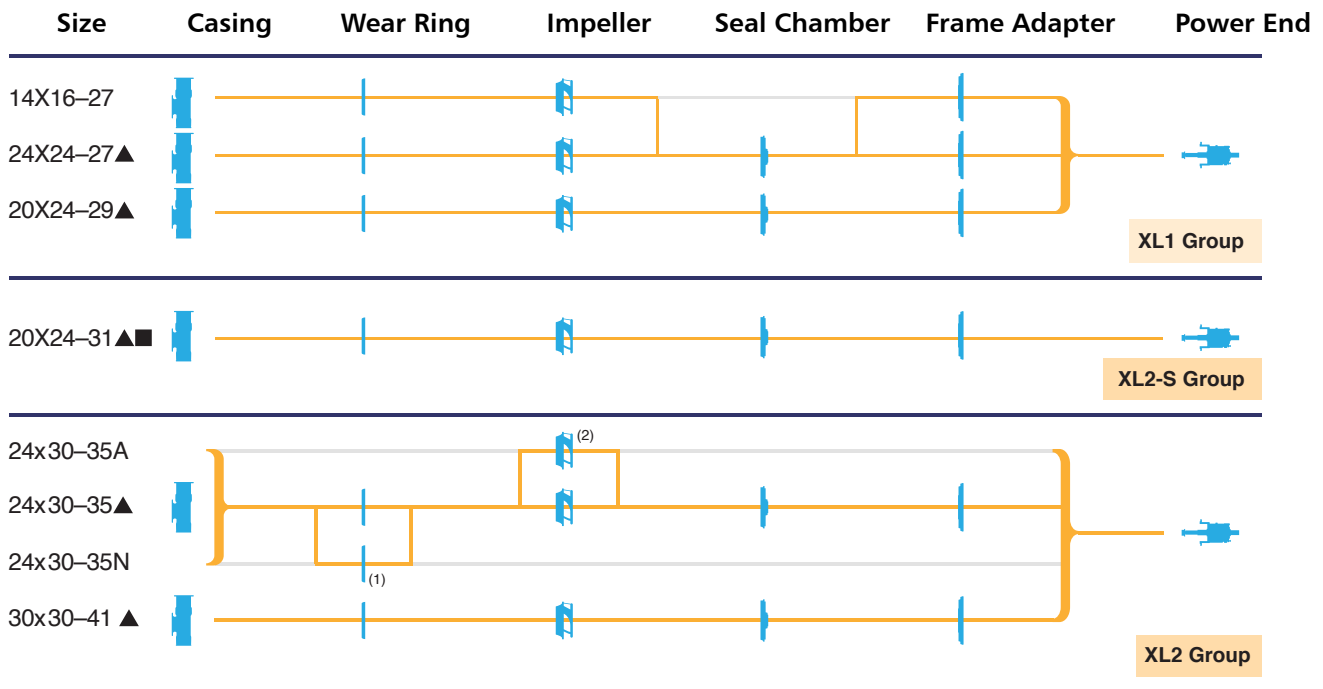 Size Casing Wear Ring Impeller Seal Chamber Frame Adapter Power End
14X16–27
24X24–27▲
20X24–29▲
XL1 Group
20X24–31▲■
XL2-S Group
24x30–35A
(2)
24x30–35▲
24x30–35N
(1)
30x30–41 ▲
XL2 Group